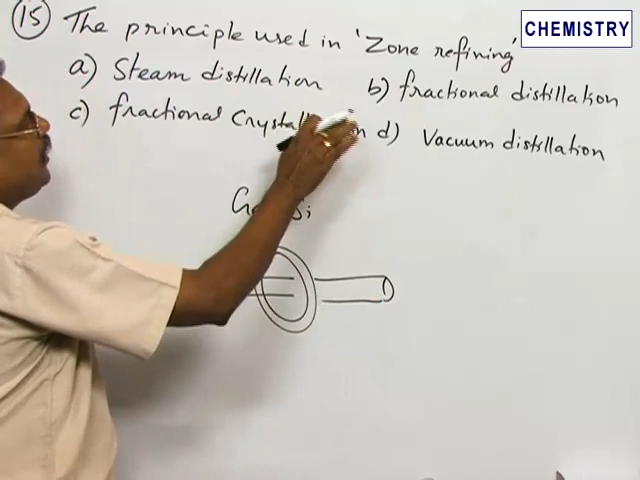 CHEMISTRY
15 The principle used in 'Zone refining'
a) Steam distillation b) fractional distillation
c) fractional d) Vacuum distillation